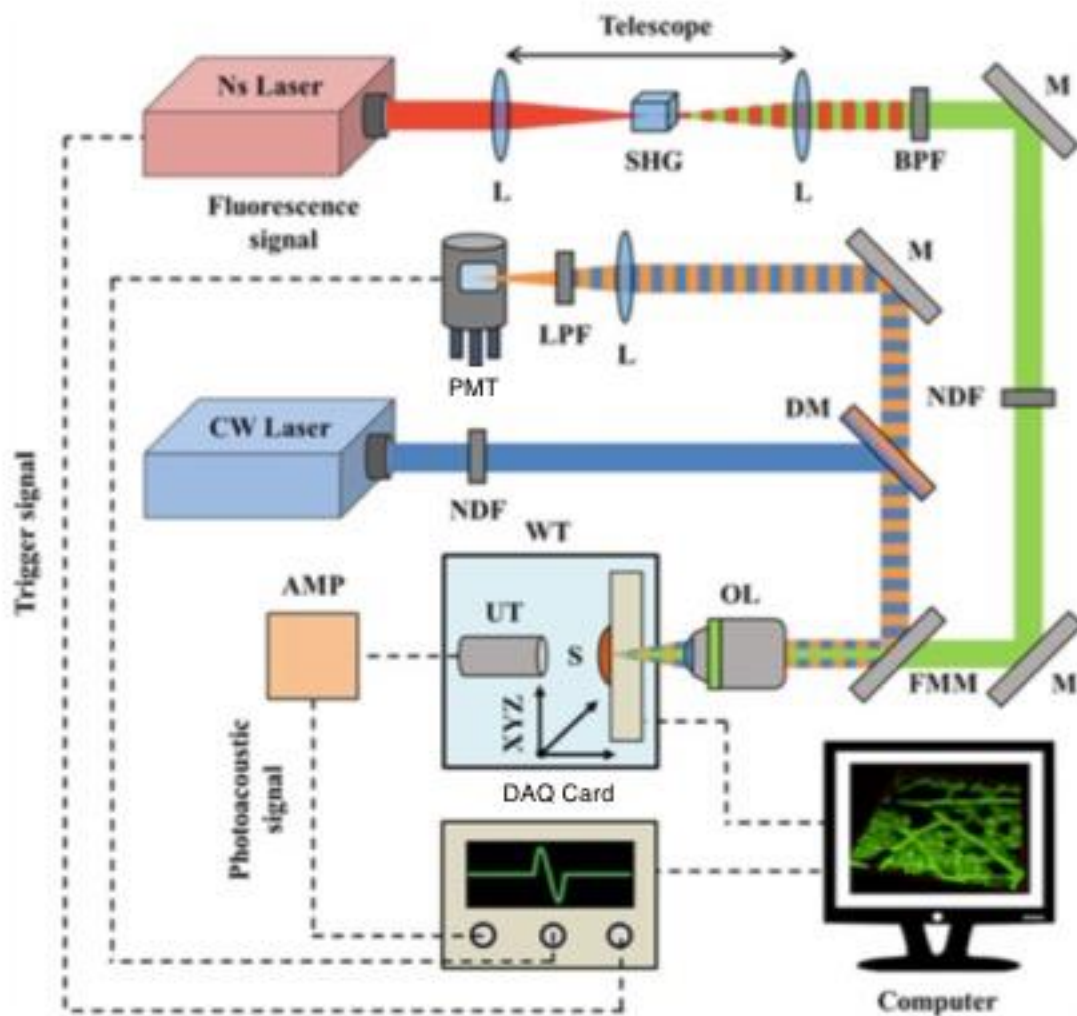 Telescope
Ns Laser
M
SHG
BPF
L
L
Fluorescence
signal
M
LPF
L
PMT
NDF
DM
CW Laser
NDF
WT
Trigger signal
AMP
OL
UT
S
FMM
M
XYZ
DAQ Card
Photoacoustic
signal
Computer